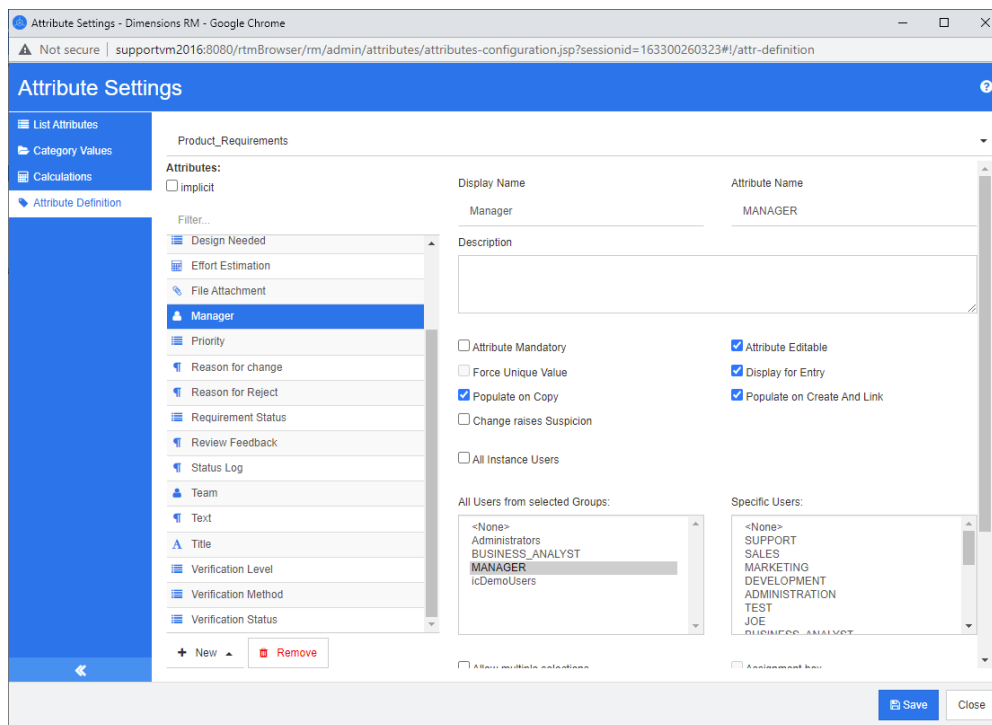 Attribute Settings - Dimensions RM - Google Chrome
Not secure | supportvm2016:8080/rtmBrowser/rm/admin/attributes/attributes-configuration.jsp?sessionid=163300260323#!/attr-definition
Attribute Settings
?
List Attributes
Category Values
Calculations
Attribute Definition
Product_Requirements
Attributes:
implicit
Filter...
Design Needed
Effort Estimation
File Attachment
Manager
Priority
Reason for change
Reason for Reject
Requirement Status
Review Feedback
Status Log
Team
Text
Title
Verification Level
Verification Method
Verification Status
New
Remove
Display Name
Attribute Name
Manager
MANAGER
Description
Attribute Mandatory
Attribute Editable
Force Unique Value
Display for Entry
Populate on Copy
Populate on Create And Link
Change raises Suspicion
All Instance Users
All Users from selected Groups:
<None>
Administrators
BUSINESS_ANALYST
MANAGER
icDemoUsers
Specific Users:
<None>
SUPPORT
SALES
MARKETING
DEVELOPMENT
ADMINISTRATION
TEST
JOE
BUSINESS_ANALYST
Allow multiple selections
Assignment box
Save
Close